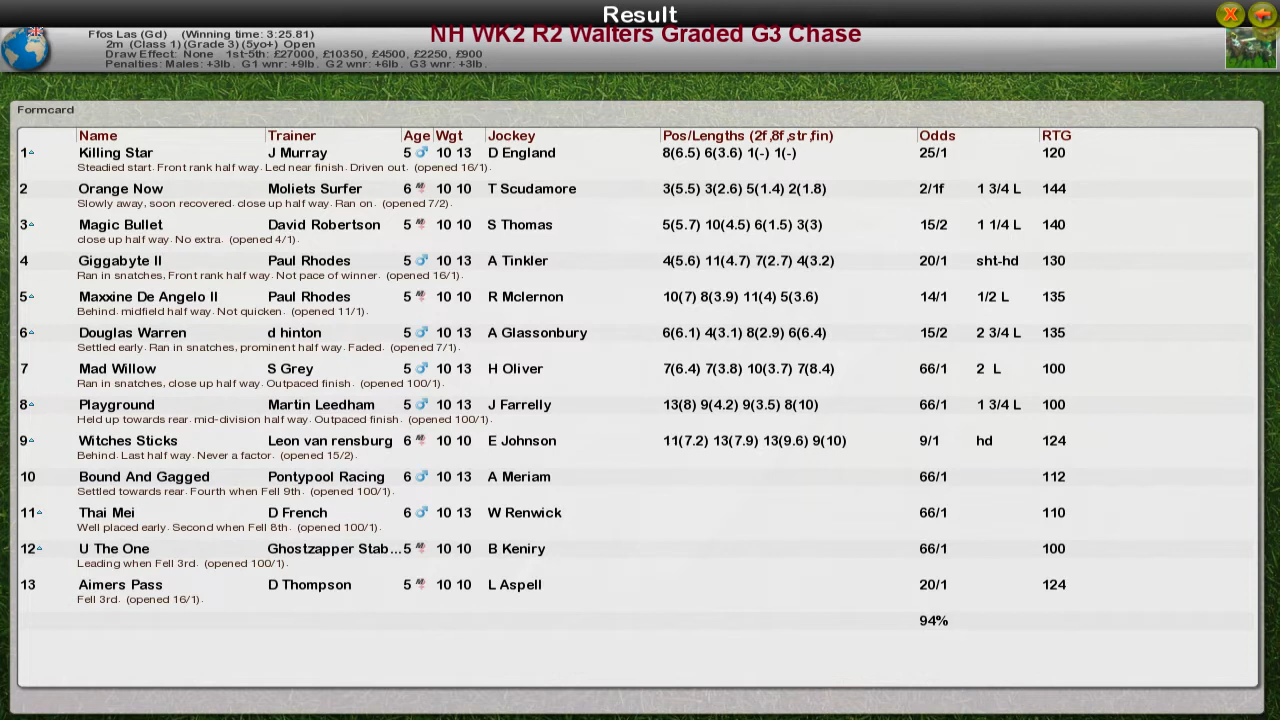 Result
NH WK2 R2 Walters Graded G3 Chase
Ffos Las (Gd) (Winning time: 3:25.81)
2m (Class 1) (Grade 3) (5yo+) Open
Draw Effect: None 1st-5th: £27000, £10350, £4500, £2250, £900
Penalties: Males: +3lb. G1 wnr: +9lb. G2 wnr: +6lb. G3 wnr: +3lb.
Formcard
Name Trainer Age Wgt Jockey Pos/Lengths (2f,8f,str,fin) Odds RTG
1 Killing Star J Murray 5 10 13 D England 8(6.5) 6(3.6) 1(-) 1(-) 25/1 120
Steadied start. Front rank half way. Led near finish. Driven out. (opened 16/1).
2 Orange Now Moliets Surfer 6 10 10 T Scudamore 3(5.5) 3(2.6) 5(1.4) 2(1.8) 2/1f 1 3/4 L 144
Slowly away, soon recovered. close up half way. Ran on. (opened 7/2).
3 Magic Bullet David Robertson 5 10 10 S Thomas 5(5.7) 10(4.5) 6(1.5) 3(3) 15/2 1 1/4 L 140
close up half way. No extra. (opened 4/1).
4 Giggabyte II Paul Rhodes 5 10 13 A Tinkler 4(5.6) 11(4.7) 7(2.7) 4(3.2) 20/1 sht-hd 130
Ran in snatches, Front rank half way. Not pace of winner. (opened 16/1).
5 Maxxine De Angelo II Paul Rhodes 5 10 10 R Mclernon 10(7) 8(3.9) 11(4) 5(3.6) 14/1 1/2 L 135
Behind. midfield half way. Not quicken. (opened 11/1).
6 Douglas Warren d hinton 5 10 13 A Glassonbury 6(6.1) 4(3.1) 8(2.9) 6(6.4) 15/2 2 3/4 L 135
Settled early. Ran in snatches, prominent half way. Faded. (opened 7/1).
7 Mad Willow S Grey 5 10 13 H Oliver 7(6.4) 7(3.8) 10(3.7) 7(8.4) 66/1 2 L 100
Ran in snatches, close up half way. Outpaced finish. (opened 100/1).
8 Playground Martin Leedham 5 10 13 J Farrelly 13(8) 9(4.2) 9(3.5) 8(10) 66/1 1 3/4 L 100
Held up towards rear. mid-division half way. Outpaced finish. (opened 100/1).
9 Witches Sticks Leon van rensburg 6 10 10 E Johnson 11(7.2) 13(7.9) 13(9.6) 9(10) 9/1 hd 124
Behind. Last half way. Never a factor. (opened 15/2).
10 Bound And Gagged Pontypool Racing 6 10 13 A Meriam 66/1 112
Settled towards rear. Fourth when Fell 9th. (opened 100/1).
11 Thai Mei D French 6 10 13 W Renwick 66/1 110
Well placed early. Second when Fell 8th. (opened 100/1).
12 U The One Ghostzapper Stab... 5 10 10 B Keniry 66/1 100
Leading when Fell 3rd. (opened 100/1).
13 Aimers Pass D Thompson 5 10 10 L Aspell 20/1 124
Fell 3rd. (opened 16/1).
94%